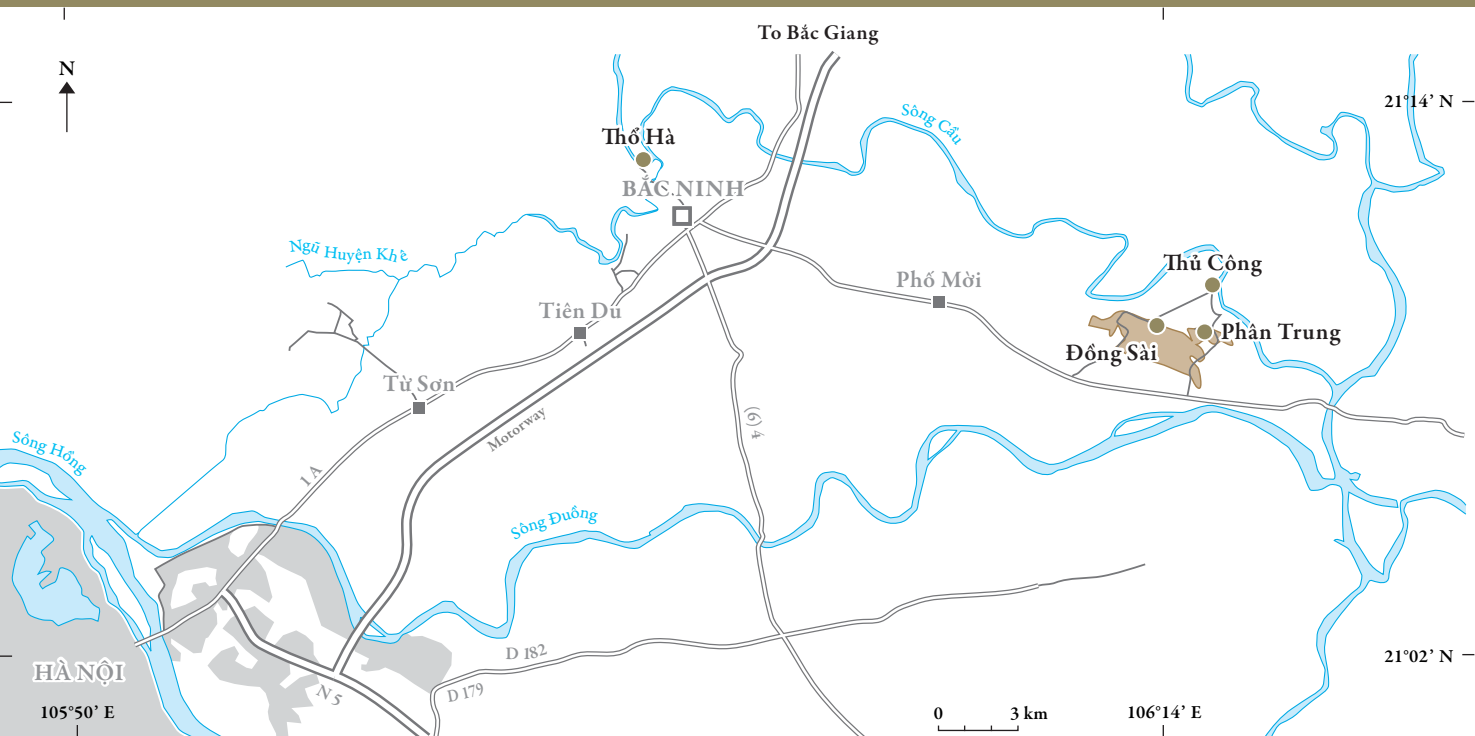 To Bắc Giang
N
21°14’ N
Sông Cầu
Thổ Hà
BẮC NINH
Ngũ Huyện Khê
Thủ Công
Phố Mời
Tiên Du
Phân Trung
Đồng Sài
Từ Sơn
Motorway
(6) 4
Sông Hồng
1 A
Sông Đuồng
D 182
21°02’ N
HÀ NỘI
N 5
D 179
105°50’ E
0 3 km
106°14’ E